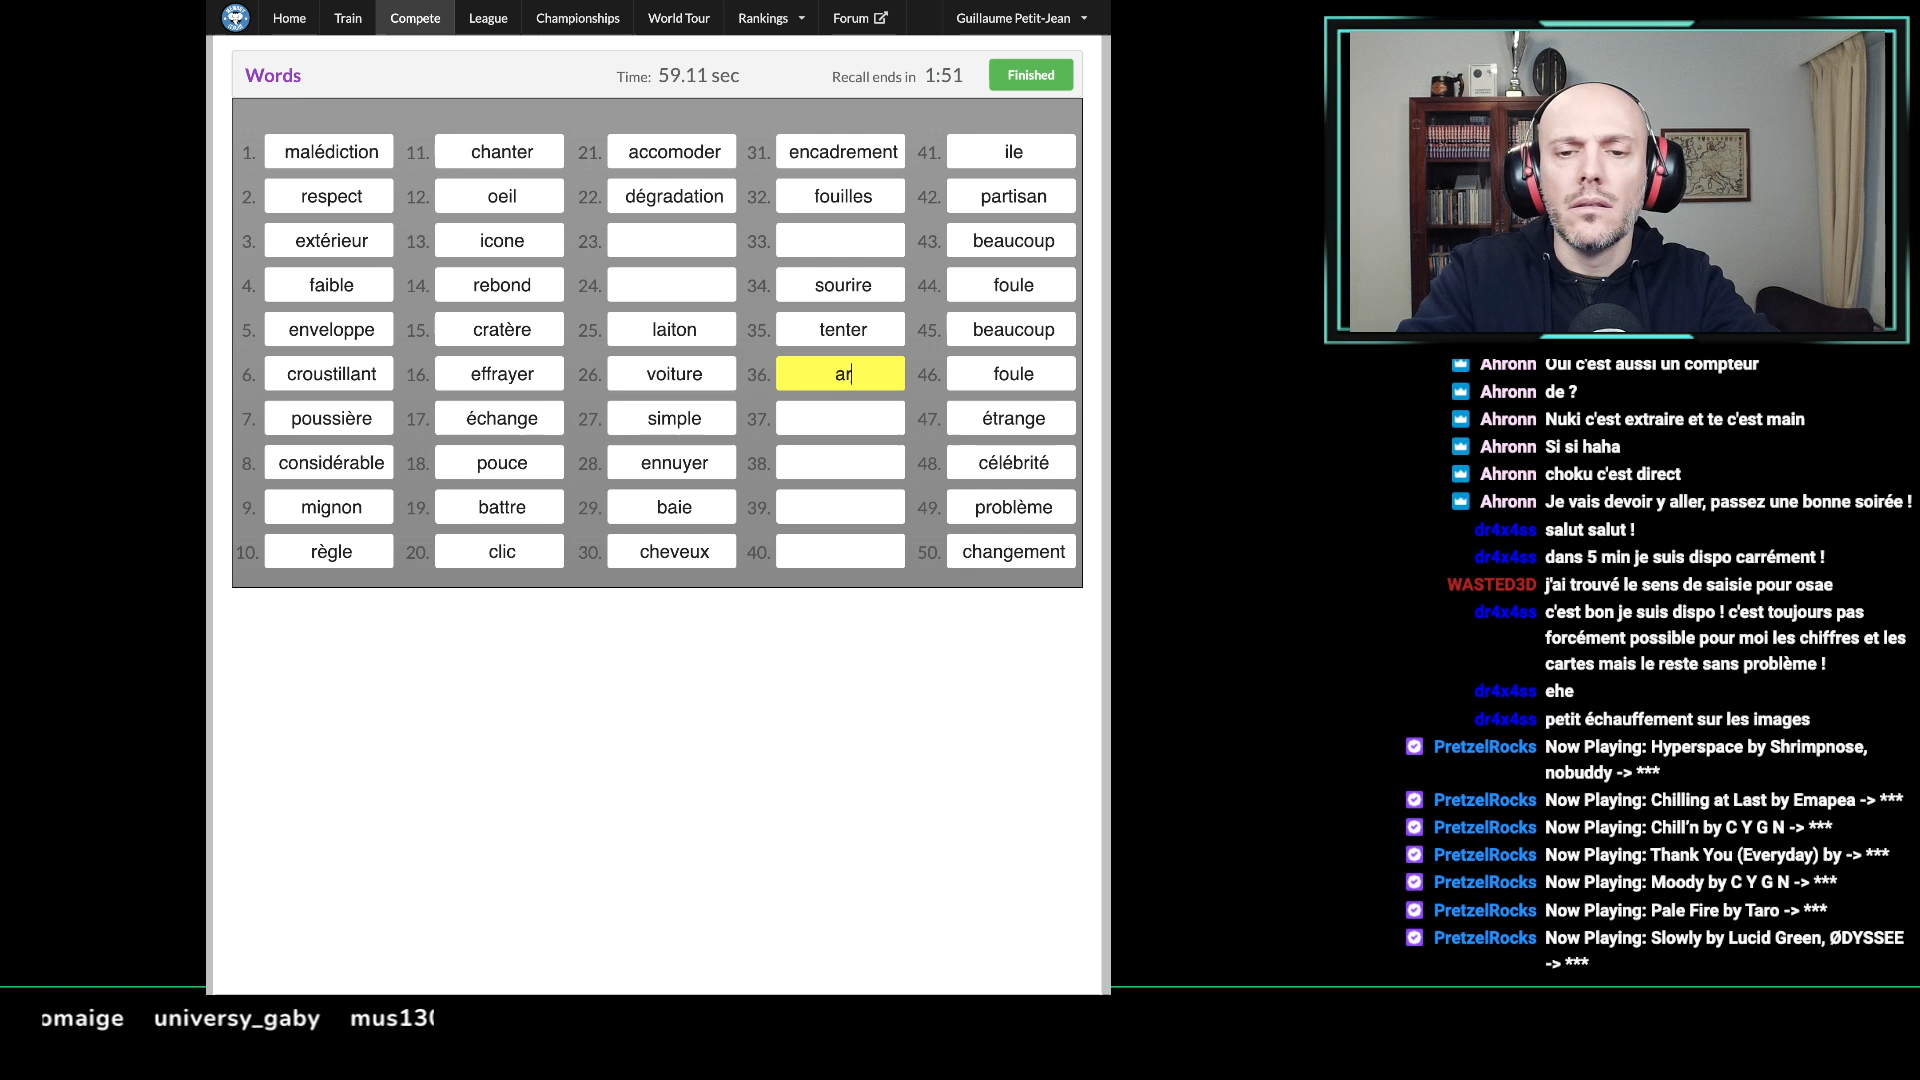 Home Train Compete League Championships World Tour Rankings Forum Guillaume Petit-Jean
Words Time: 59.11 sec Recall ends in 1:51 Finished
1. malédiction 11. chanter 21. accomoder 31. encadrement 41. ile
2. respect 12. oeil 22. dégradation 32. fouilles 42. partisan
3. extérieur 13. icone 23. 33. 43. beaucoup
4. faible 14. rebond 24. 34. sourire 44. foule
5. enveloppe 15. cratère 25. laiton 35. tenter 45. beaucoup
6. croustillant 16. effrayer 26. voiture 36. ar 46. foule
7. poussière 17. échange 27. simple 37. 47. étrange
8. considérable 18. pouce 28. ennuyer 38. 48. célébrité
9. mignon 19. battre 29. baie 39. 49. problème
10. règle 20. clic 30. cheveux 40. 50. changement
Ahronn Oui c'est aussi un compteur
Ahronn de ?
Ahronn Nuki c'est extraire et te c'est main
Ahronn Si si haha
Ahronn choku c'est direct
Ahronn Je vais devoir y aller, passez une bonne soirée !
dr4x4ss salut salut !
dr4x4ss dans 5 min je suis dispo carrément !
WASTED3D j'ai trouvé le sens de saisie pour osae
dr4x4ss c'est bon je suis dispo ! c'est toujours pas
forcément possible pour moi les chiffres et les
cartes mais le reste sans problème !
dr4x4ss ehe
dr4x4ss petit échauffement sur les images
PretzelRocks Now Playing: Hyperspace by Shrimpnose,
nobuddy -> ***
PretzelRocks Now Playing: Chilling at Last by Emapea -> ***
PretzelRocks Now Playing: Chill'n by C Y G N -> ***
PretzelRocks Now Playing: Thank You (Everyday) by -> ***
PretzelRocks Now Playing: Moody by C Y G N -> ***
PretzelRocks Now Playing: Pale Fire by Taro -> ***
PretzelRocks Now Playing: Slowly by Lucid Green, ØDYSSEE
-> ***
omaige universy_gaby mus130